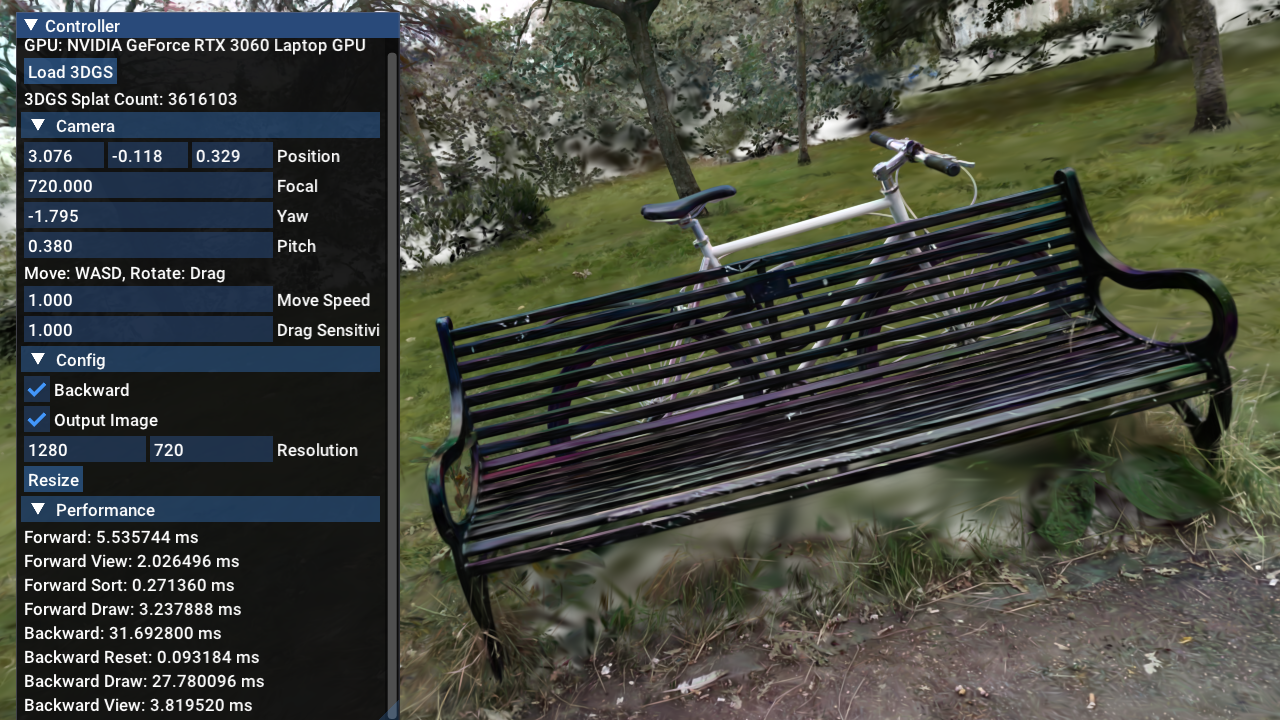 Controller
GPU: NVIDIA GeForce RTX 3060 Laptop GPU
Load 3DGS
3DGS Splat Count: 3616103
Camera
3.076 -0.118 0.329 Position
720.000 Focal
-1.795 Yaw
0.380 Pitch
Move: WASD, Rotate: Drag
1.000 Move Speed
1.000 Drag Sensitivi
Config
Backward
Output Image
1280 720 Resolution
Resize
Performance
Forward: 5.535744 ms
Forward View: 2.026496 ms
Forward Sort: 0.271360 ms
Forward Draw: 3.237888 ms
Backward: 31.692800 ms
Backward Reset: 0.093184 ms
Backward Draw: 27.780096 ms
Backward View: 3.819520 ms